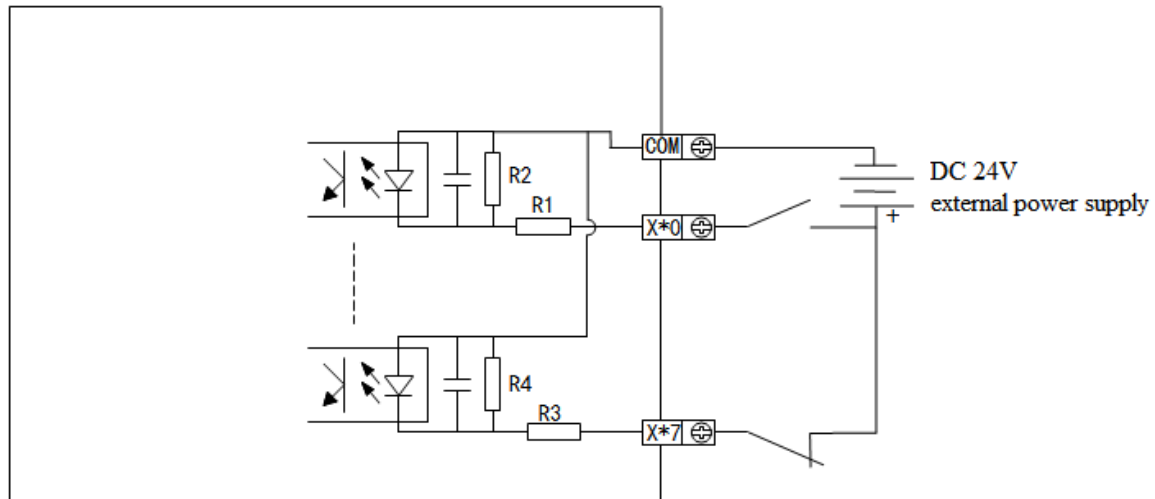 COM
DC 24V
R2
external power supply
R1
X*0
+
R4
R3
X*7